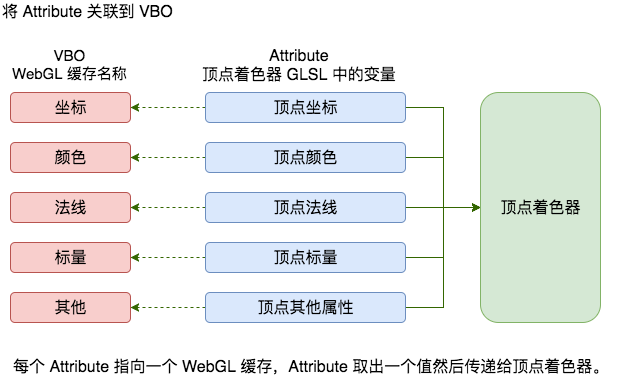 将 Attribute 关联到 VBO
VBO
WebGL 缓存名称
Attribute
顶点着色器 GLSL 中的变量
坐标
顶点坐标
颜色
顶点颜色
法线
顶点法线
顶点着色器
标量
顶点标量
其他
顶点其他属性
每个 Attribute 指向一个 WebGL 缓存，Attribute 取出一个值然后传递给顶点着色器。